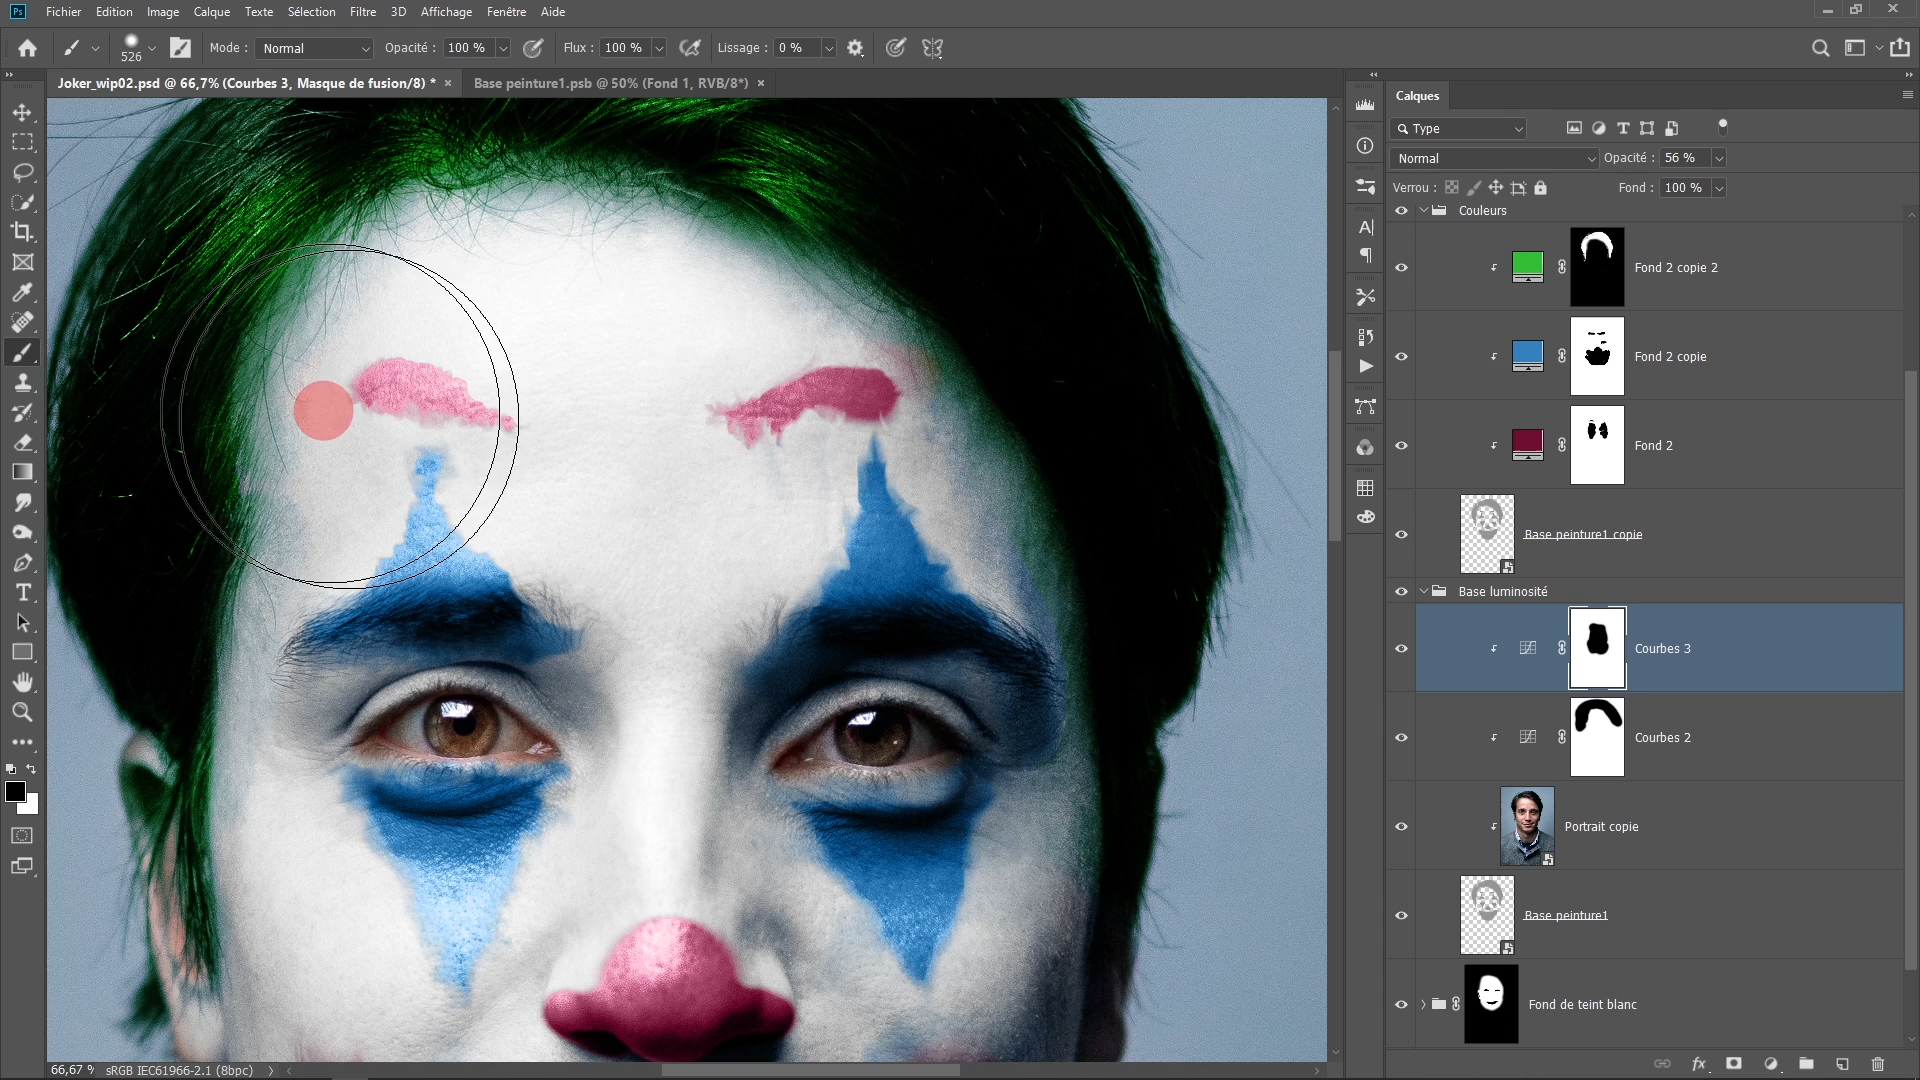 Ps Fichier Edition Image Calque Texte Sélection Filtre 3D Affichage Fenêtre Aide
526 Mode : Normal Opacité : 100 % Flux : 100 % Lissage : 0 %
Joker_wip02.psd @ 66,7% (Courbes 3, Masque de fusion/8) * × Base peinture1.psb @ 50% (Fond 1, RVB/8*) ×
Calques
Type
Normal Opacité : 56 %
Verrou : Fond : 100 %
Couleurs
Fond 2 copie 2
Fond 2 copie
Fond 2
Base peinture1 copie
Base luminosité
Courbes 3
Courbes 2
Portrait copie
Base peinture1
Fond de teint blanc
66,67 % sRGB IEC61966-2.1 (8bpc)